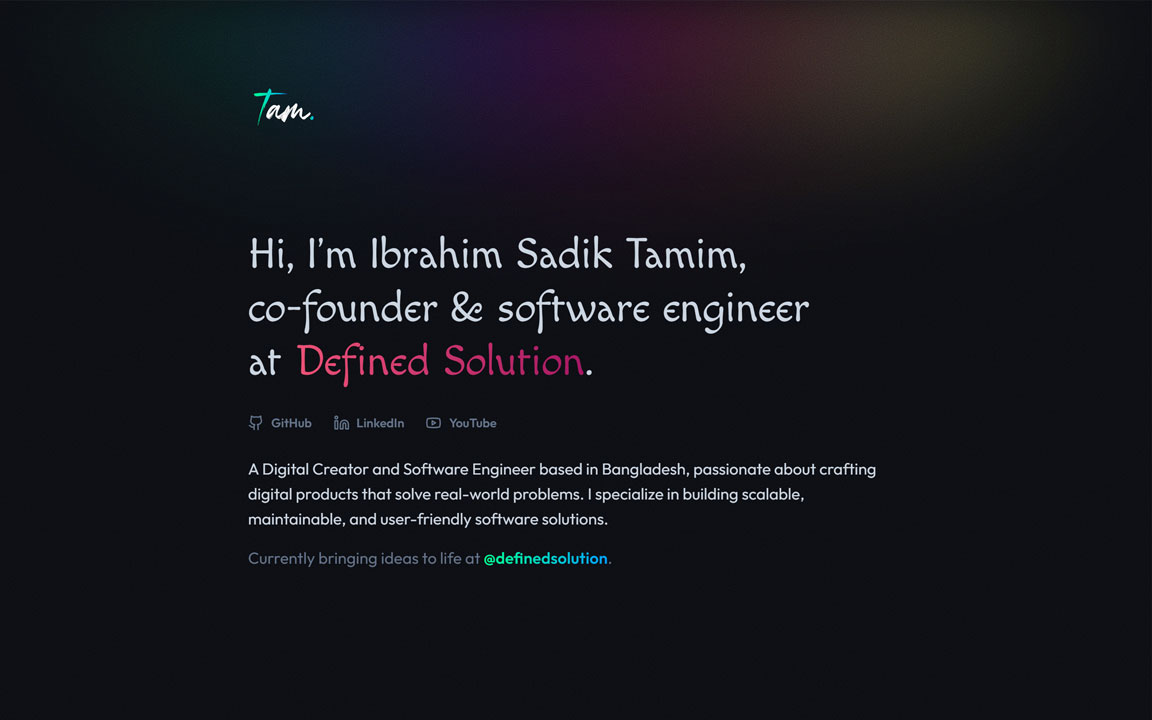 Tam.
Hi, I'm Ibrahim Sadik Tamim,
co-founder & software engineer
at Defined Solution.
GitHub LinkedIn YouTube
A Digital Creator and Software Engineer based in Bangladesh, passionate about crafting
digital products that solve real-world problems. I specialize in building scalable,
maintainable, and user-friendly software solutions.
Currently bringing ideas to life at @definedsolution.